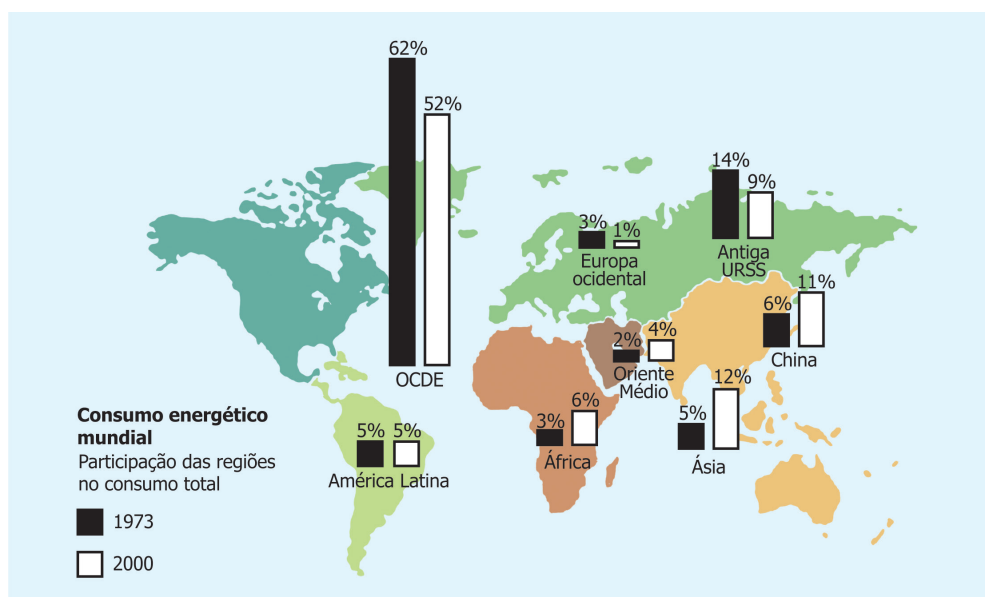 62%
52%
OCDE
3%
1%
Europa
ocidental
14%
9%
Antiga
URSS
6%
11%
China
2%
4%
Oriente
Médio
5%
12%
Ásia
3%
6%
África
5%
5%
América Latina
Consumo energético
mundial
Participação das regiões
no consumo total
1973
2000